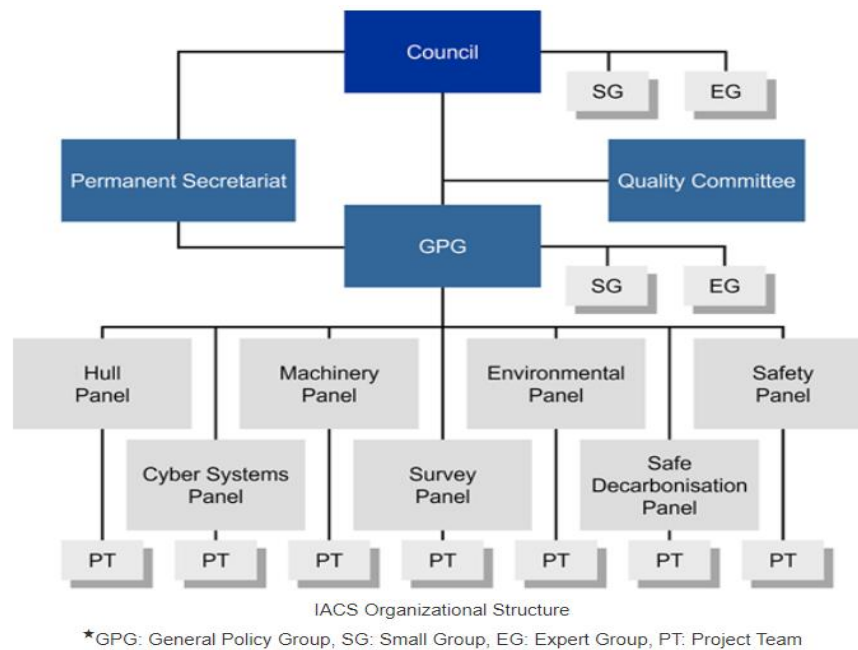 Council
SG
EG
Permanent Secretariat
Quality Committee
GPG
SG
EG
Hull
Panel
Machinery
Panel
Environmental
Panel
Safety
Panel
Cyber Systems
Panel
Survey
Panel
Safe
Decarbonisation
Panel
PT
PT
PT
PT
PT
PT
PT
IACS Organizational Structure
★GPG: General Policy Group, SG: Small Group, EG: Expert Group, PT: Project Team